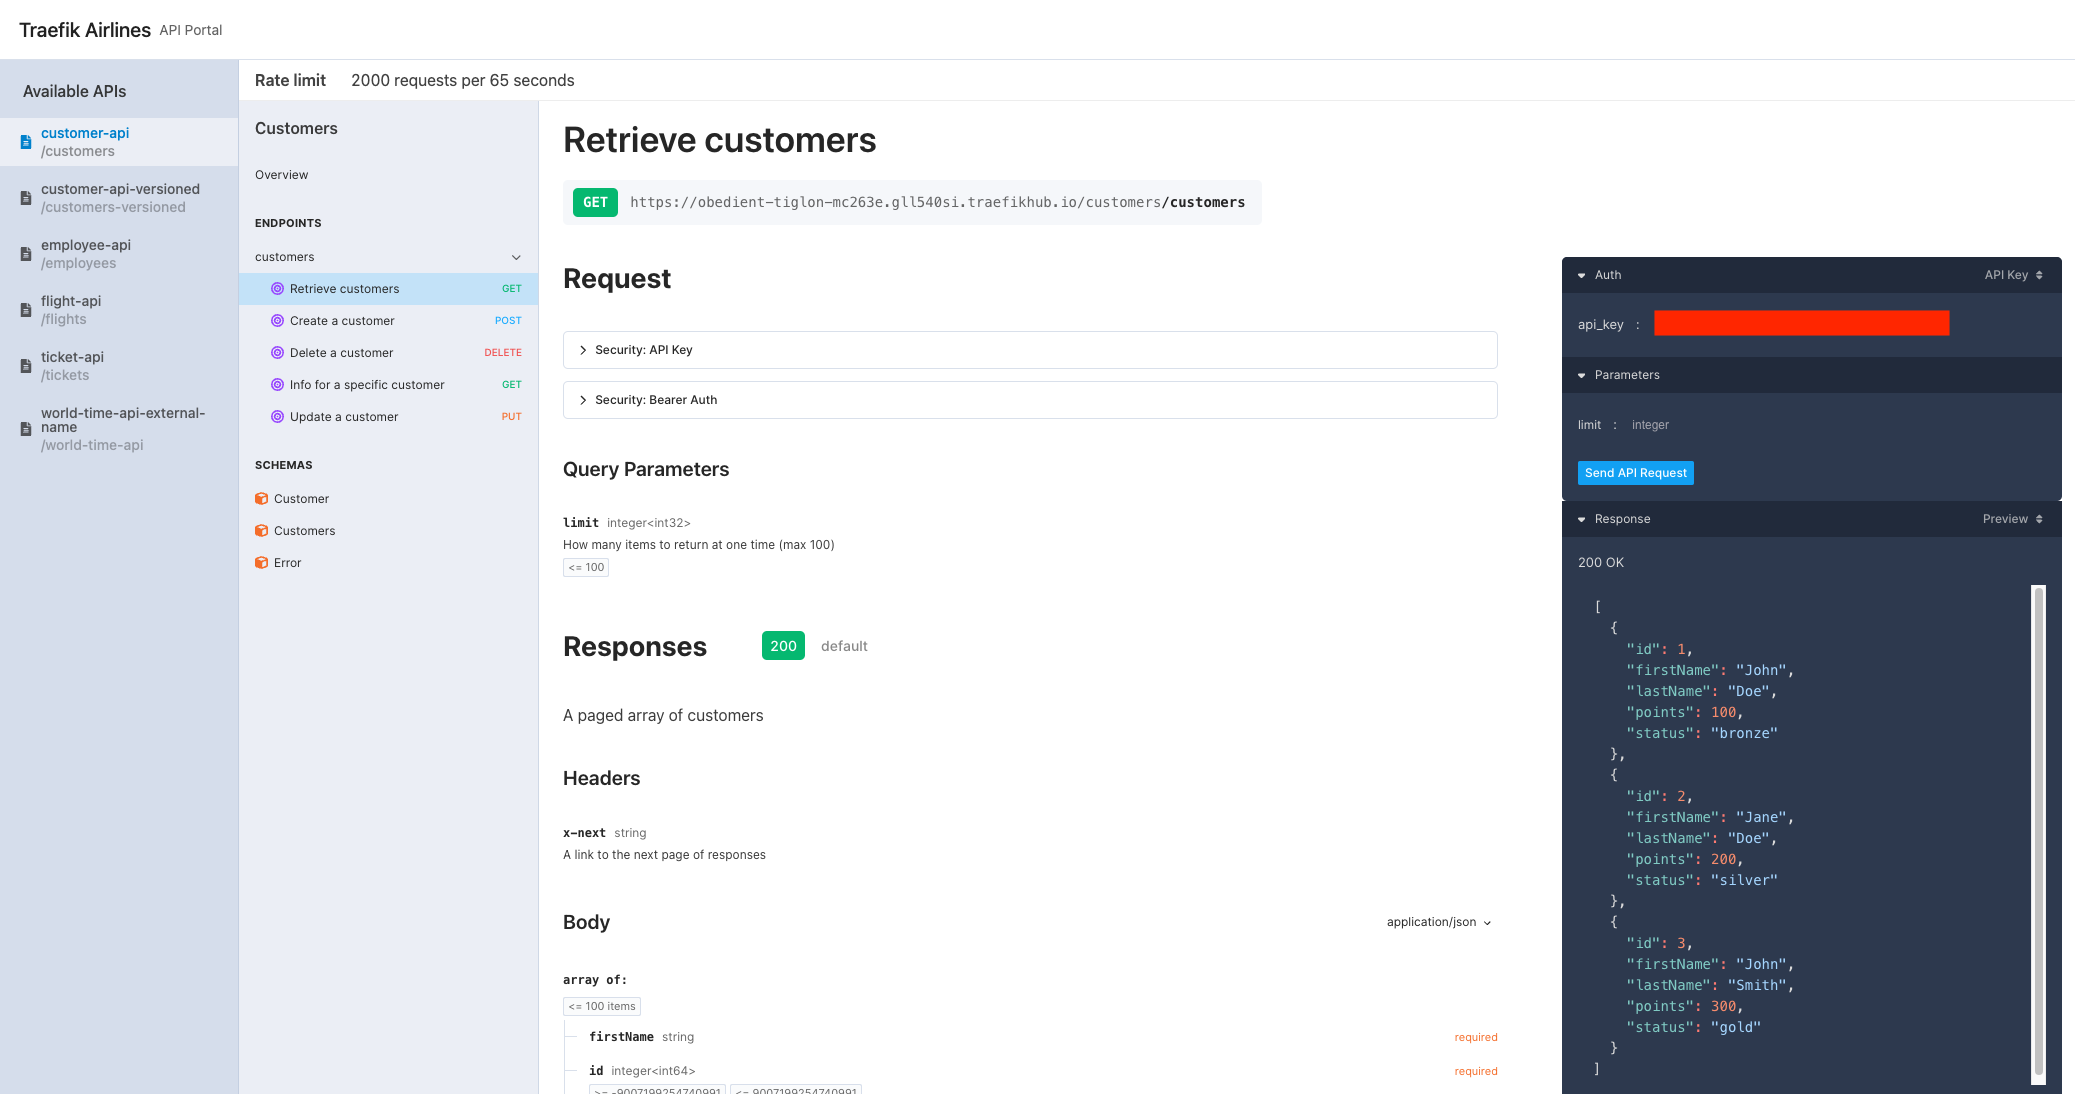 Traefik Airlines API Portal
Available APIs
customer-api
/customers
customer-api-versioned
/customers-versioned
employee-api
/employees
flight-api
/flights
ticket-api
/tickets
world-time-api-external-
name
/world-time-api
Rate limit 2000 requests per 65 seconds
Customers
Overview
ENDPOINTS
customers
Retrieve customers GET
Create a customer POST
Delete a customer DELETE
Info for a specific customer GET
Update a customer PUT
SCHEMAS
Customer
Customers
Error
Retrieve customers
GET https://obedient-tiglon-mc263e.gll540si.traefikhub.io/customers/customers
Request
Security: API Key
Security: Bearer Auth
Query Parameters
limit integer<int32>
How many items to return at one time (max 100)
<= 100
Responses 200 default
A paged array of customers
Headers
x-next string
A link to the next page of responses
Body application/json
array of:
<= 100 items
firstName string required
id integer<int64> required
>= -9007199254740991 <= 9007199254740991
Auth API Key
api_key :
Parameters
limit : integer
Send API Request
Response Preview
200 OK
[
{
"id": 1,
"firstName": "John",
"lastName": "Doe",
"points": 100,
"status": "bronze"
},
{
"id": 2,
"firstName": "Jane",
"lastName": "Doe",
"points": 200,
"status": "silver"
},
{
"id": 3,
"firstName": "John",
"lastName": "Smith",
"points": 300,
"status": "gold"
}
]